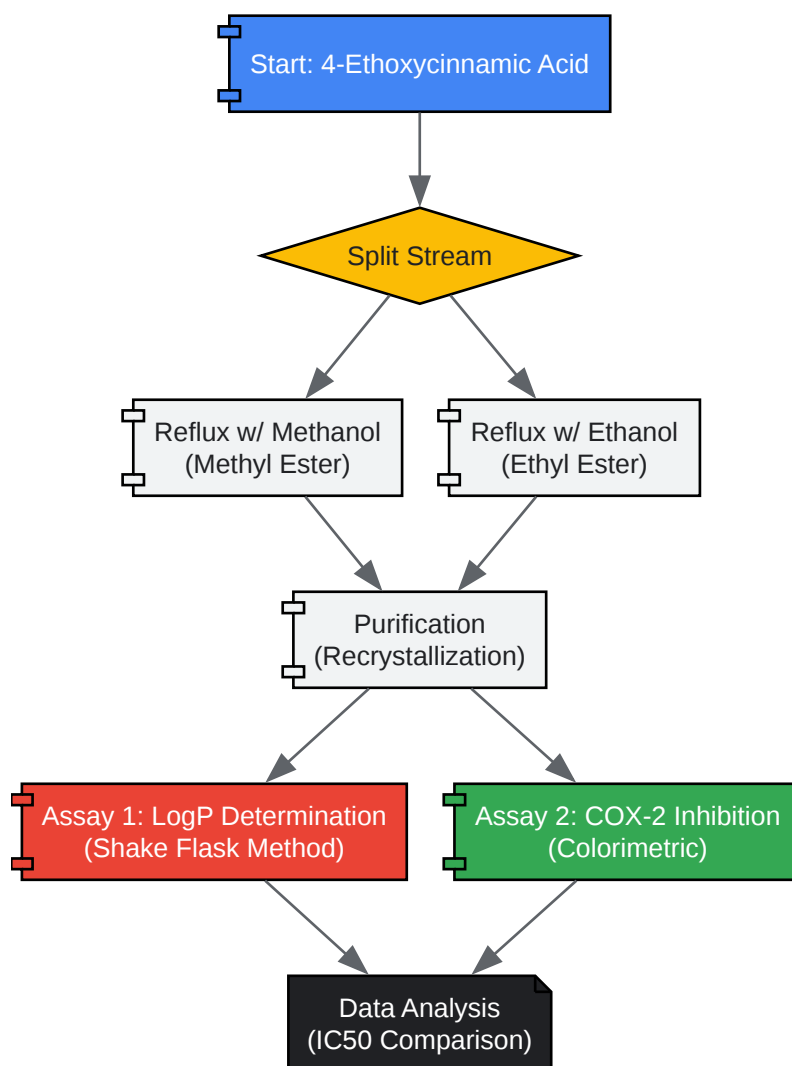 Start: 4-Ethoxycinnamic Acid
Split Stream
Reflux w/ Methanol
(Methyl Ester)
Reflux w/ Ethanol
(Ethyl Ester)
Purification
(Recrystallization)
Assay 1: LogP Determination
(Shake Flask Method)
Assay 2: COX-2 Inhibition
(Colorimetric)
Data Analysis
(IC50 Comparison)